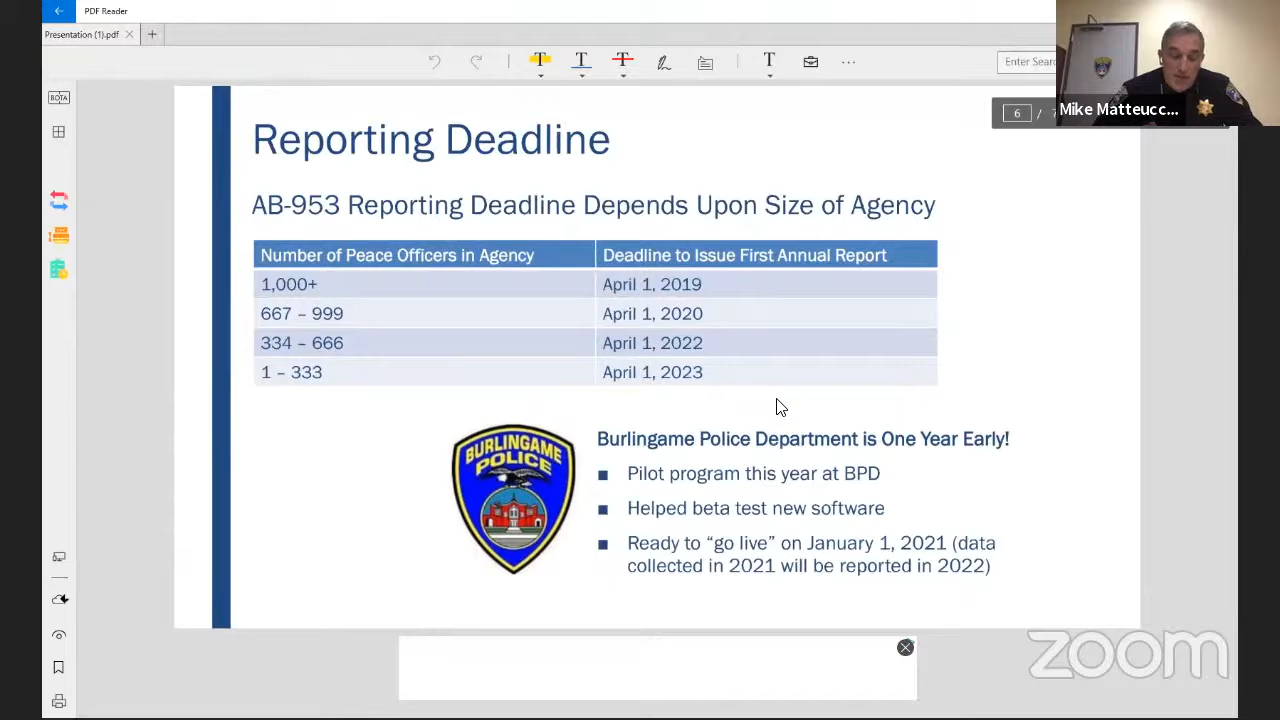 PDF Reader
Presentation (1).pdf
Enter Sear
BOTA
6 / 7
Mike Matteucc...
Reporting Deadline
AB-953 Reporting Deadline Depends Upon Size of Agency
Number of Peace Officers in Agency Deadline to Issue First Annual Report
1,000+ April 1, 2019
667 – 999 April 1, 2020
334 – 666 April 1, 2022
1 – 333 April 1, 2023
BURLINGAME
POLICE
Burlingame Police Department is One Year Early!
■ Pilot program this year at BPD
■ Helped beta test new software
■ Ready to “go live” on January 1, 2021 (data
collected in 2021 will be reported in 2022)
zoom